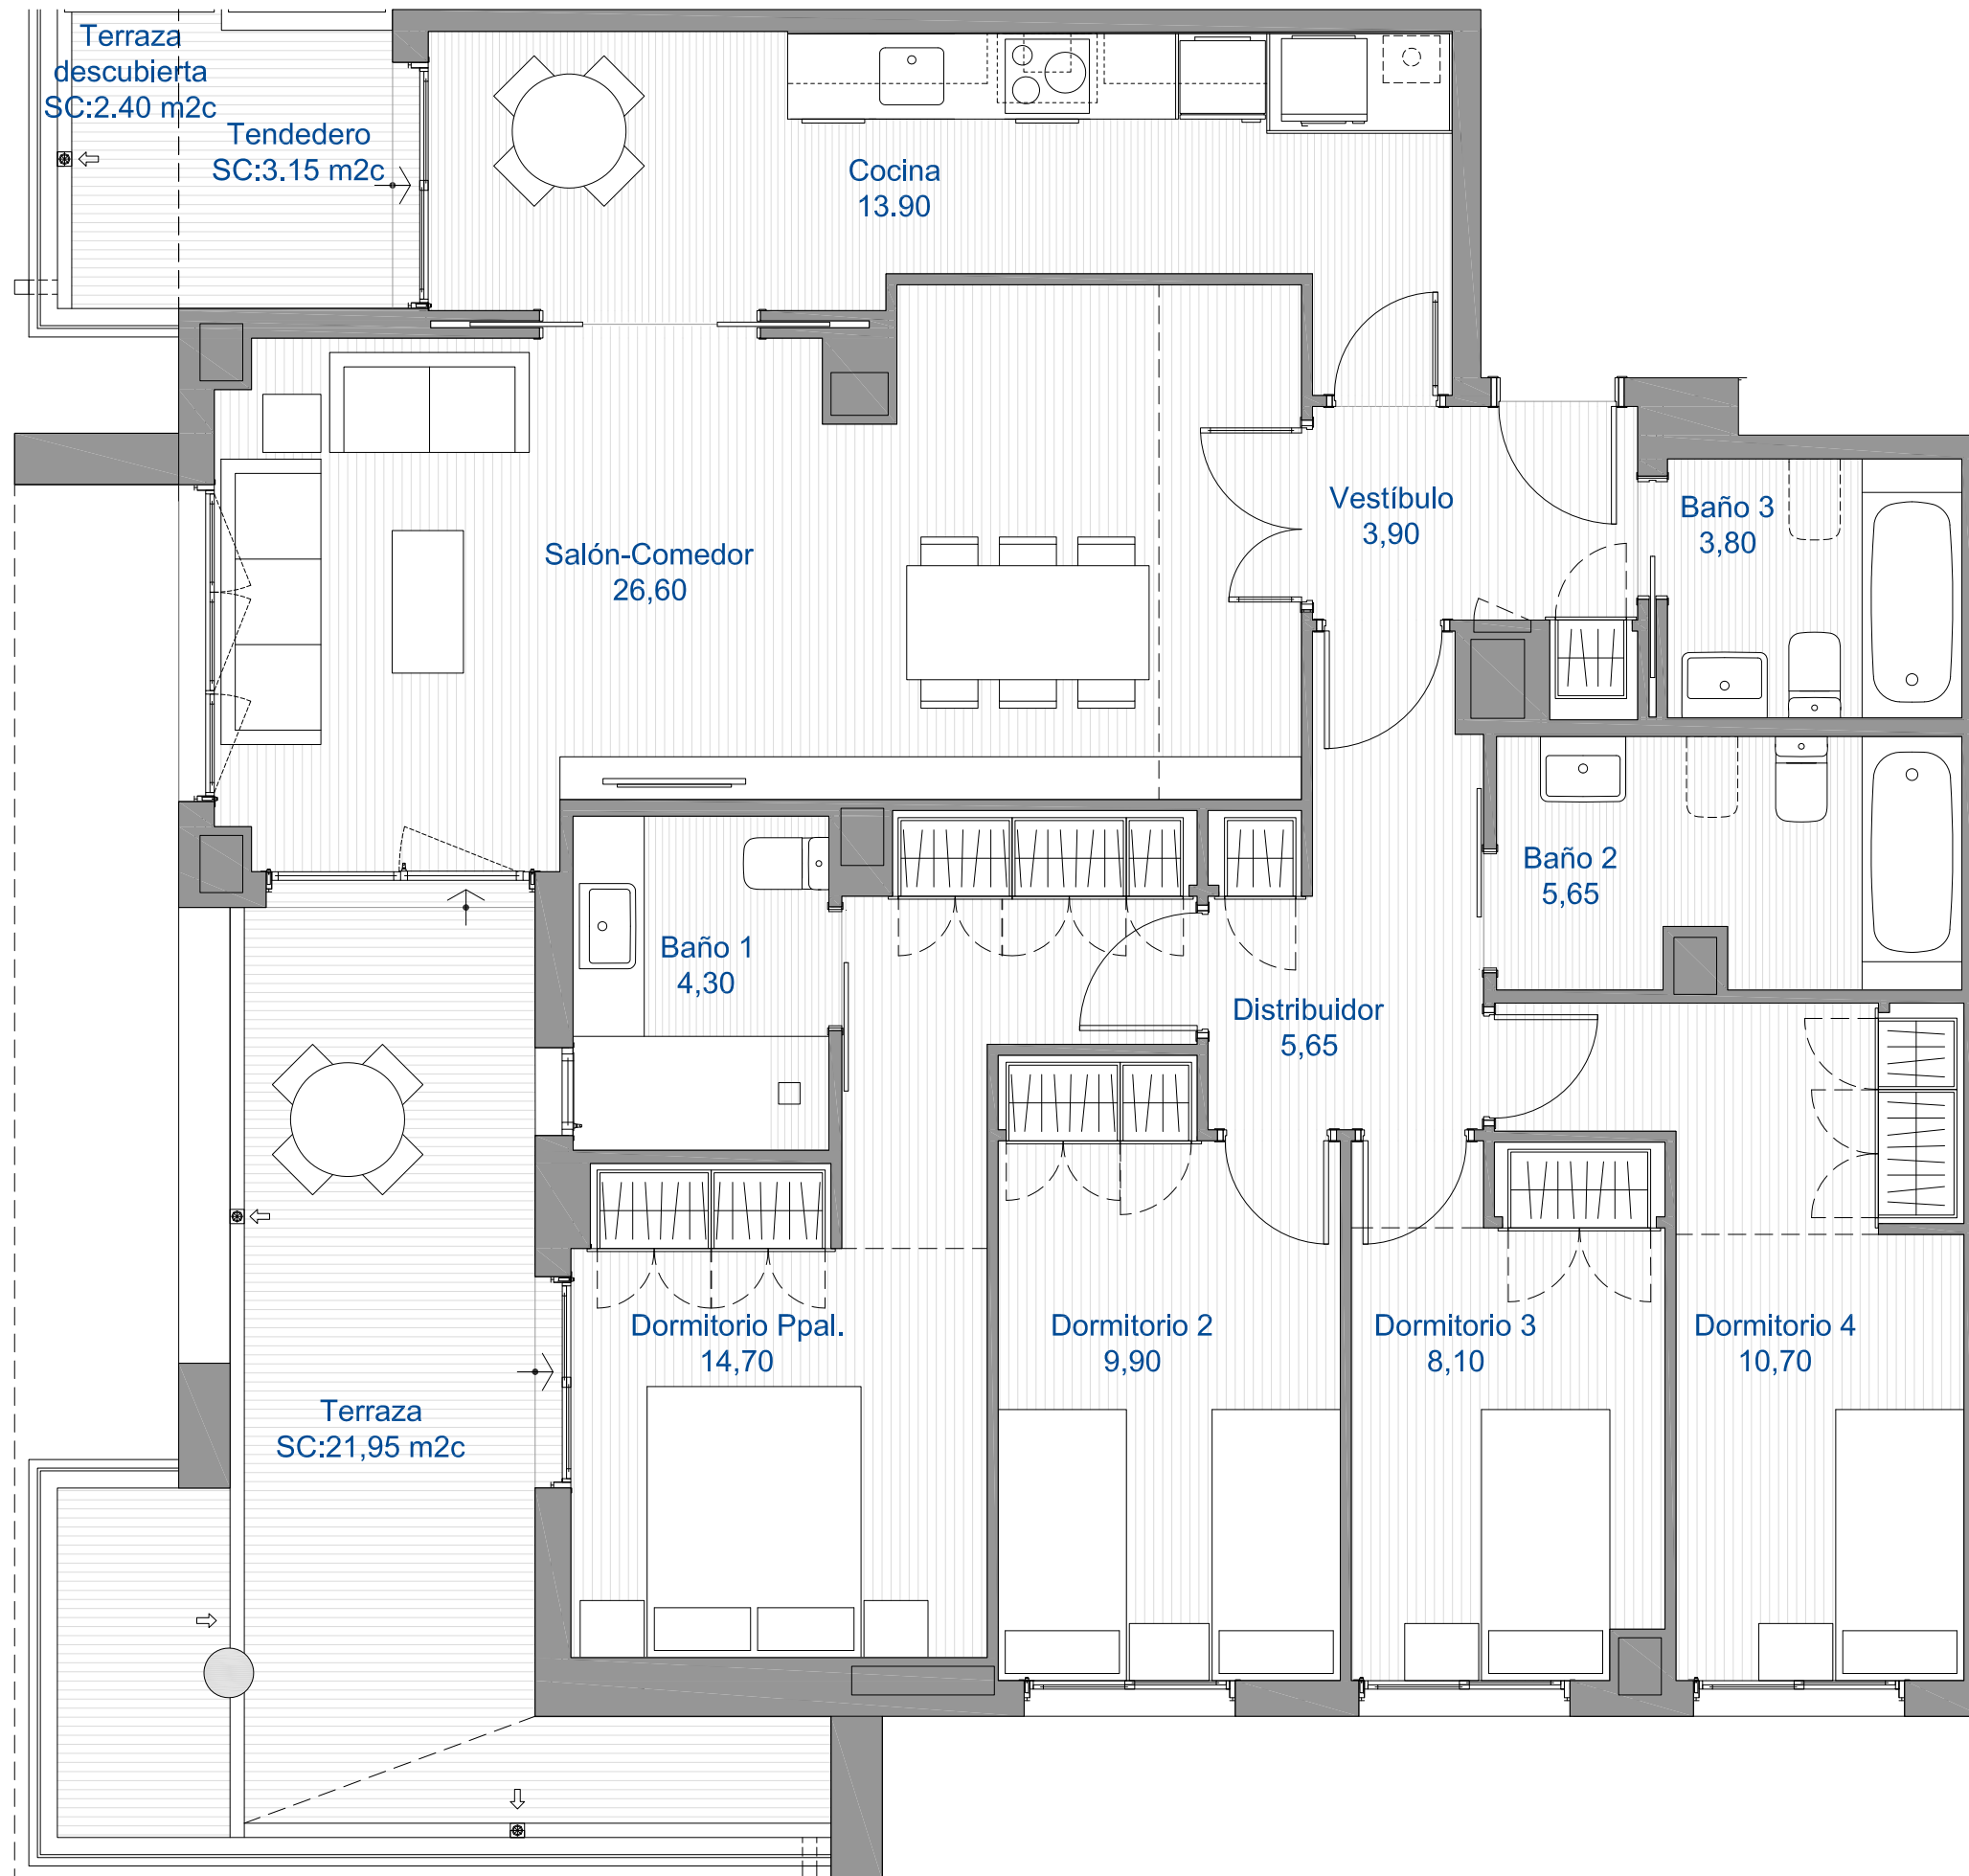 Terraza
descubierta
SC:2.40 m2c
Tendedero
SC:3.15 m2c
Cocina
13.90
Salón-Comedor
26,60
Vestíbulo
3,90
Baño 3
3,80
Baño 2
5,65
Baño 1
4,30
Distribuidor
5,65
Dormitorio Ppal.
14,70
Dormitorio 2
9,90
Dormitorio 3
8,10
Dormitorio 4
10,70
Terraza
SC:21,95 m2c